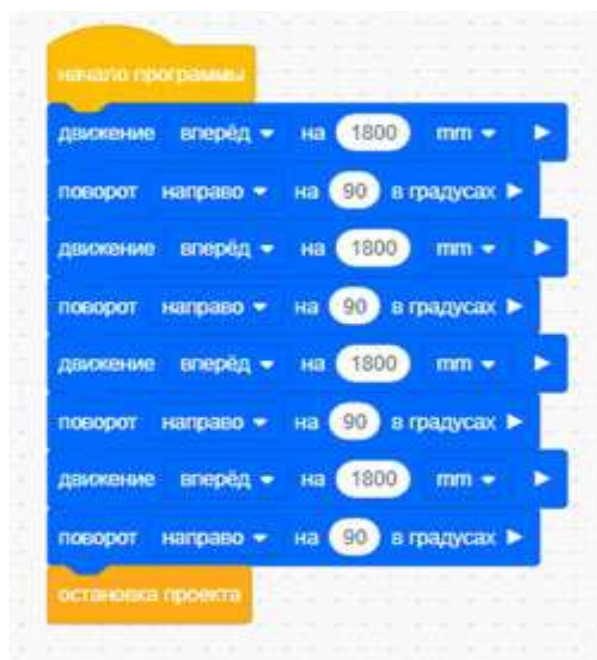 начало программы
движение вперёд на 1800 mm
поворот направо на 90 в градусах
движение вперёд на 1800 mm
поворот направо на 90 в градусах
движение вперёд на 1800 mm
поворот направо на 90 в градусах
движение вперёд на 1800 mm
поворот направо на 90 в градусах
остановка проекта